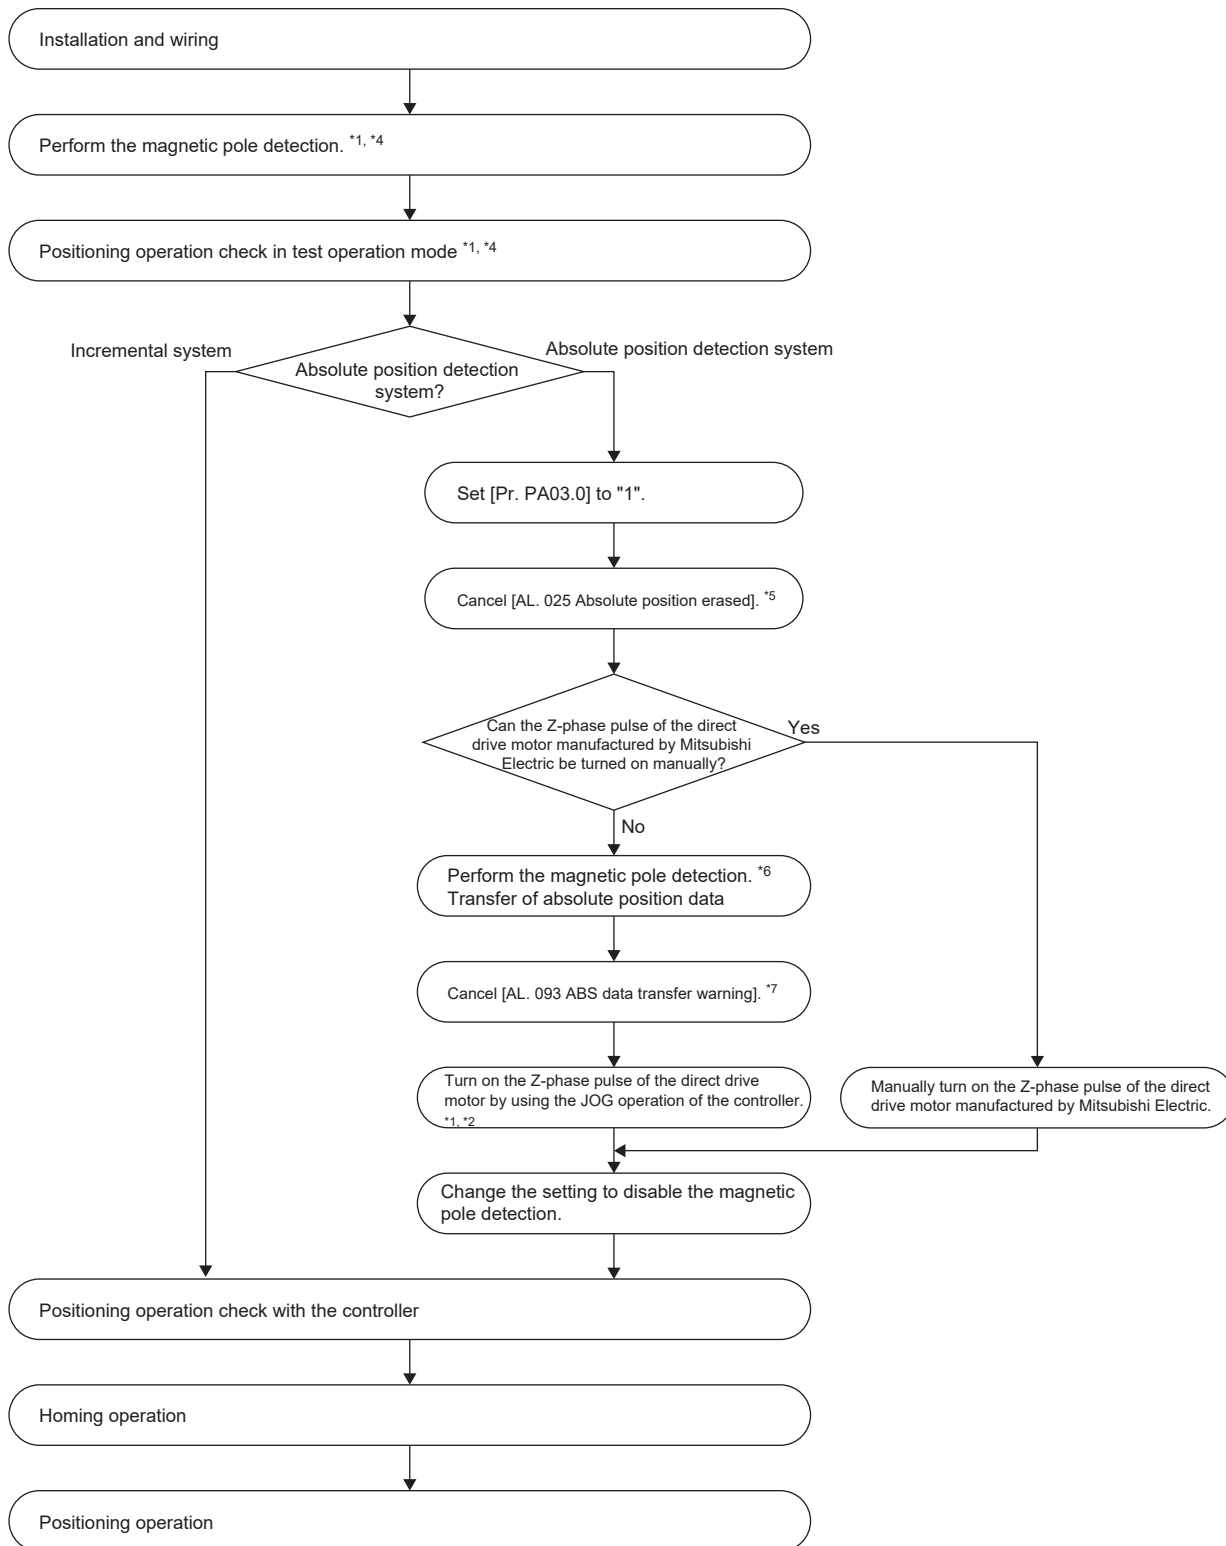 Installation and wiring
Perform the magnetic pole detection. *1, *4
Positioning operation check in test operation mode *1, *4
Incremental system
Absolute position detection system
Absolute position detection
system?
Set [Pr. PA03.0] to "1".
Cancel [AL. 025 Absolute position erased]. *5
Can the Z-phase pulse of the direct
drive motor manufactured by Mitsubishi
Electric be turned on manually?
Yes
No
Perform the magnetic pole detection. *6
Transfer of absolute position data
Cancel [AL. 093 ABS data transfer warning]. *7
Turn on the Z-phase pulse of the direct drive
motor by using the JOG operation of the controller.
*1, *2
Manually turn on the Z-phase pulse of the direct
drive motor manufactured by Mitsubishi Electric.
Change the setting to disable the magnetic
pole detection.
Positioning operation check with the controller
Homing operation
Positioning operation